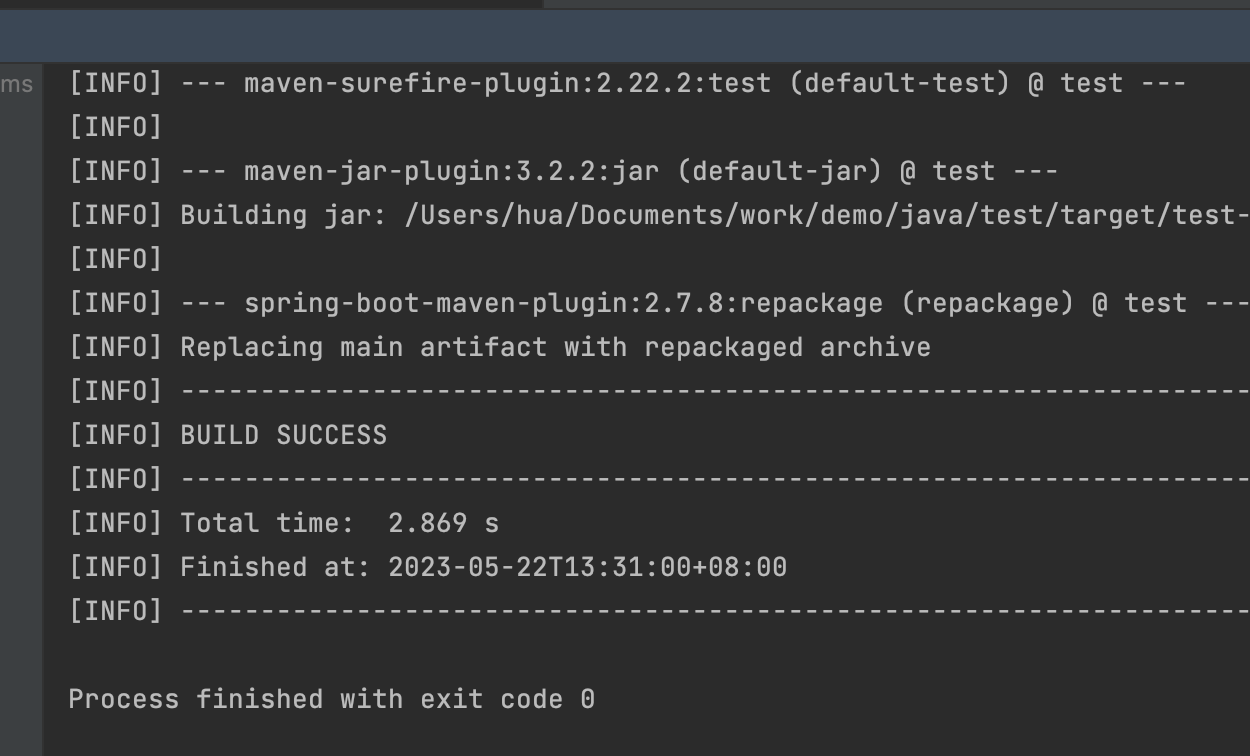 ms
[INFO] --- maven-surefire-plugin:2.22.2:test (default-test) @ test ---
[INFO]
[INFO] --- maven-jar-plugin:3.2.2:jar (default-jar) @ test ---
[INFO] Building jar: /Users/hua/Documents/work/demo/java/test/target/test-
[INFO]
[INFO] --- spring-boot-maven-plugin:2.7.8:repackage (repackage) @ test ---
[INFO] Replacing main artifact with repackaged archive
[INFO] -------------------------------------------------------------------
[INFO] BUILD SUCCESS
[INFO] -------------------------------------------------------------------
[INFO] Total time:  2.869 s
[INFO] Finished at: 2023-05-22T13:31:00+08:00
[INFO] -------------------------------------------------------------------
Process finished with exit code 0